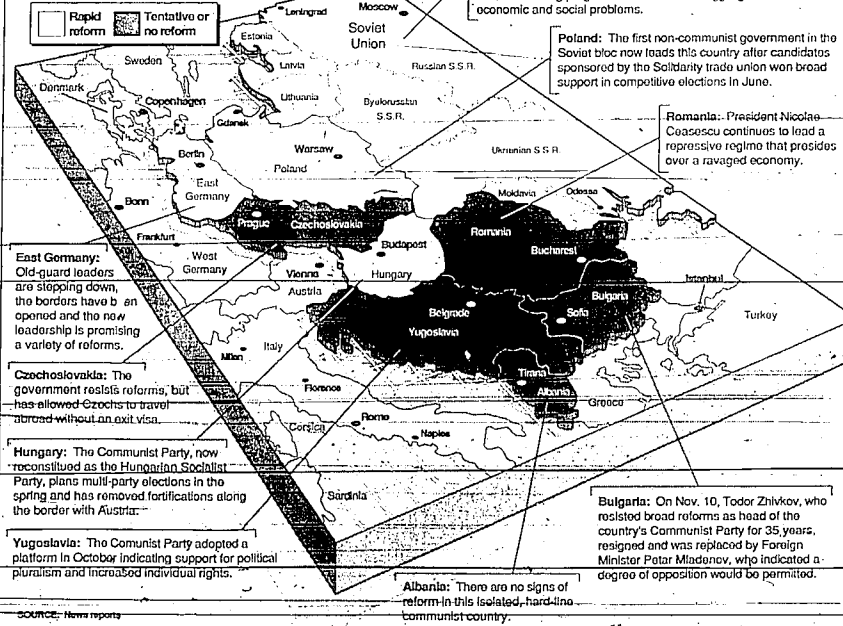 Rapid
reform
Tentative or
no reform
economic and social problems.
Poland: The first non-communist government in the
Soviet bloc now leads this country after candidates
sponsored by the Solidarity trade union won broad
support in competitive elections in June.
Romania: President Nicolae
Ceasescu continues to lead a
repressive regime that presides
over a ravaged economy.
Leningrad
Moscow
Soviet
Union
Estonia
Latvia
Russian S.S.R.
Lithuania
Byelorussian
S.S.R.
Sweden
Denmark
Copenhagen
Gdansk
Warsaw
Poland
Ukranian S.S.R.
Berlin
East
Germany
Bonn
Frankfurt
West
Germany
Prague
Czechoslovakia
Moldavia
Odessa
Romania
Bucharest
Budapest
Hungary
Vienna
Austria
Belgrade
Yugoslavia
Sofia
Bulgaria
Istanbul
Turkey
Milan
Italy
Tirana
Albania
Greece
Florence
Corsica
Rome
Naples
Sardinia
East Germany:
Old-guard leaders
are stepping down,
the borders have b en
opened and the new
leadership is promising
a variety of reforms.
Czechoslovakia: The
government resists reforms, but
has allowed Czechs to travel
abroad without an exit visa.
Hungary: The Communist Party, now
reconstitued as the Hungarian Socialist
Party, plans multi-party elections in the
spring and has removed fortifications along
the border with Austria.
Yugoslavia: The Comunist Party adopted a
platform in October indicating support for political
pluralism and increased individual rights.
Albania: There are no signs of
reform in this isolated, hard-line
communist country.
Bulgaria: On Nov. 10, Todor Zhivkov, who
resisted broad reforms as head of the
country's Communist Party for 35 years,
resigned and was replaced by Foreign
Minister Petar Mladenov, who indicated a
degree of opposition would be permitted.
SOURCE: News reports